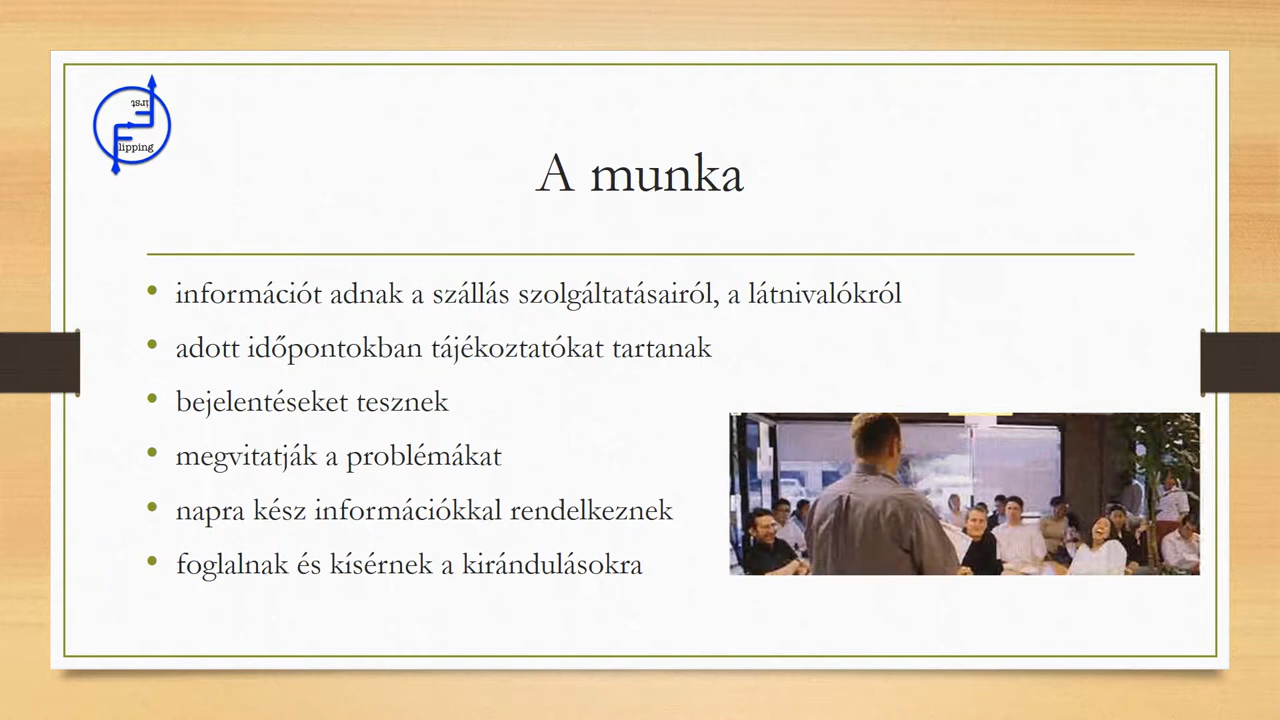 irst
lipping
A munka
• információt adnak a szállás szolgáltatásairól, a látnivalókról
• adott időpontokban tájékoztatókat tartanak
• bejelentéseket tesznek
• megvitatják a problémákat
• napra kész információkkal rendelkeznek
• foglalnak és kísérnek a kirándulásokra